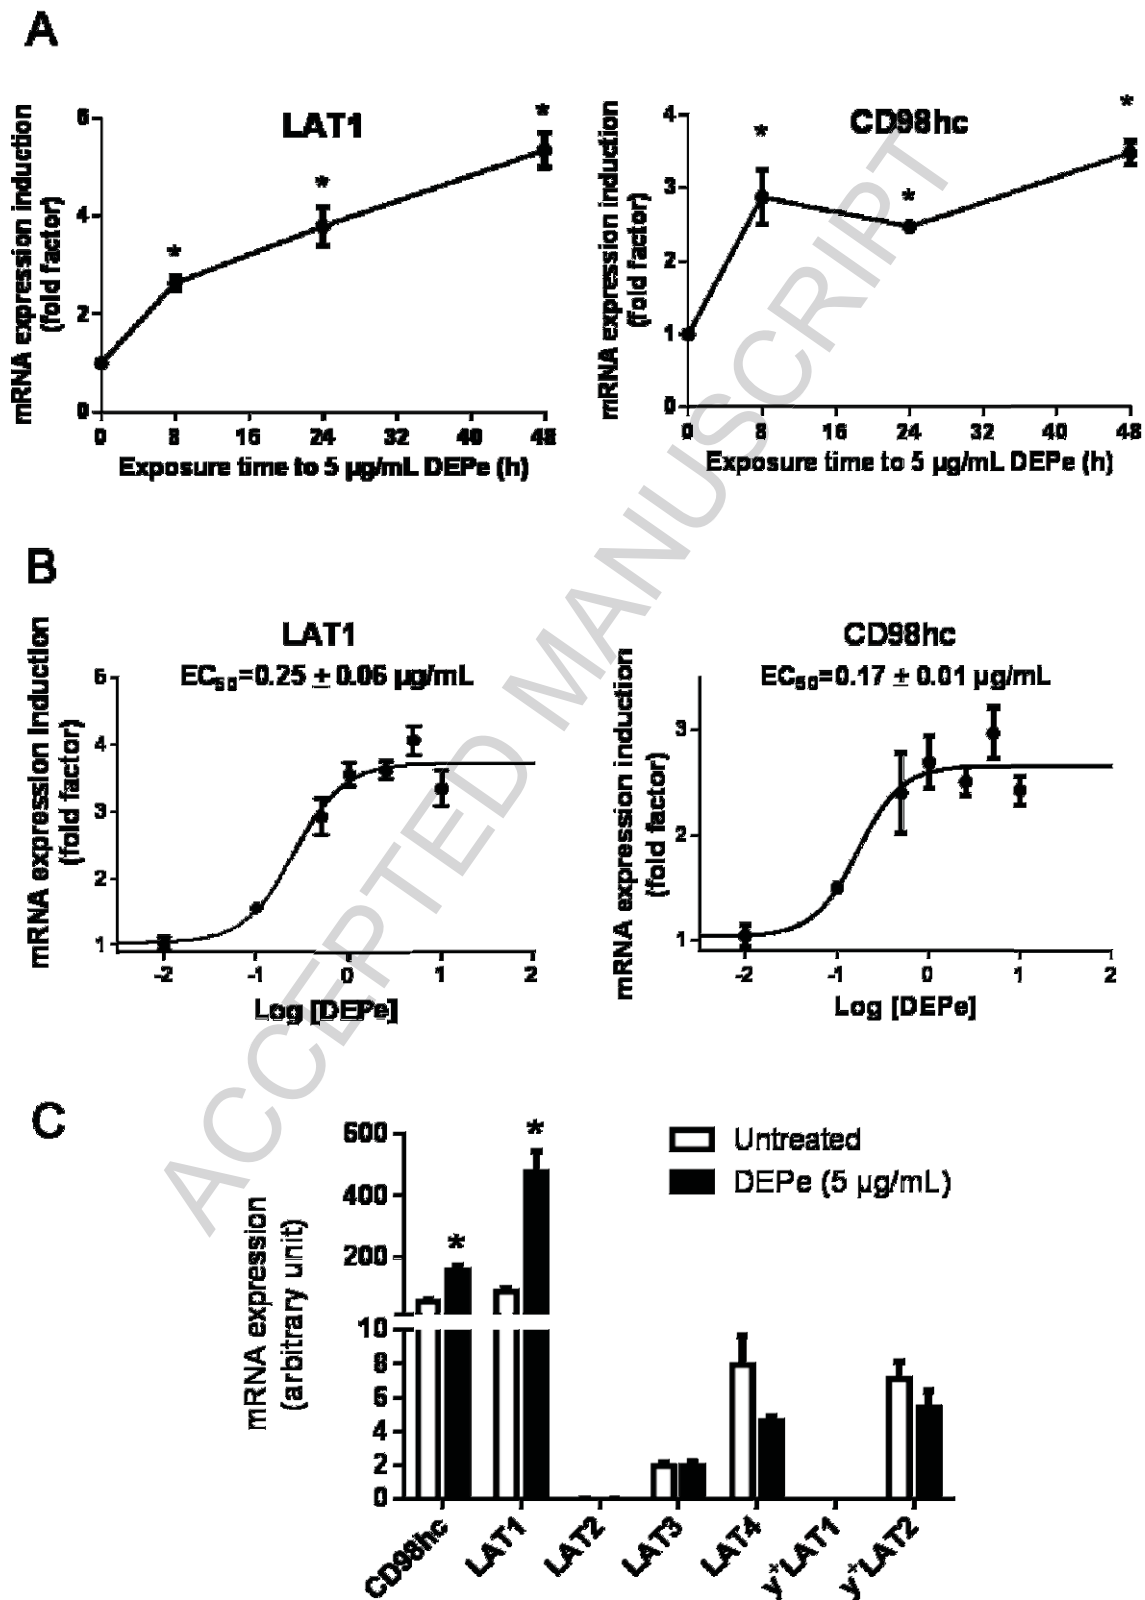 A
LAT1
mRNA expression induction
(fold factor)
6
4
2
0
0 8 16 24 32 40 48
Exposure time to 5 µg/mL DEPe (h)
* * *
CD98hc
mRNA expression induction
(fold factor)
4
3
2
1
0
0 8 16 24 32 40 48
Exposure time to 5 µg/mL DEPe (h)
* * *
B
LAT1
EC50=0.25 ± 0.06 µg/mL
mRNA expression Induction
(fold factor)
5
4
3
2
1
-2 -1 0 1 2
Log [DEPe]
CD98hc
EC50=0.17 ± 0.01 µg/mL
mRNA expression induction
(fold factor)
3
2
1
-2 -1 0 1 2
Log [DEPe]
C
Untreated
DEPe (5 µg/mL)
mRNA expression
(arbitrary unit)
600
400
200
10
8
6
4
2
0
* *
CD98hc
LAT1
LAT2
LAT3
LAT4
y+LAT1
y+LAT2
ACCEPTED MANUSCRIPT